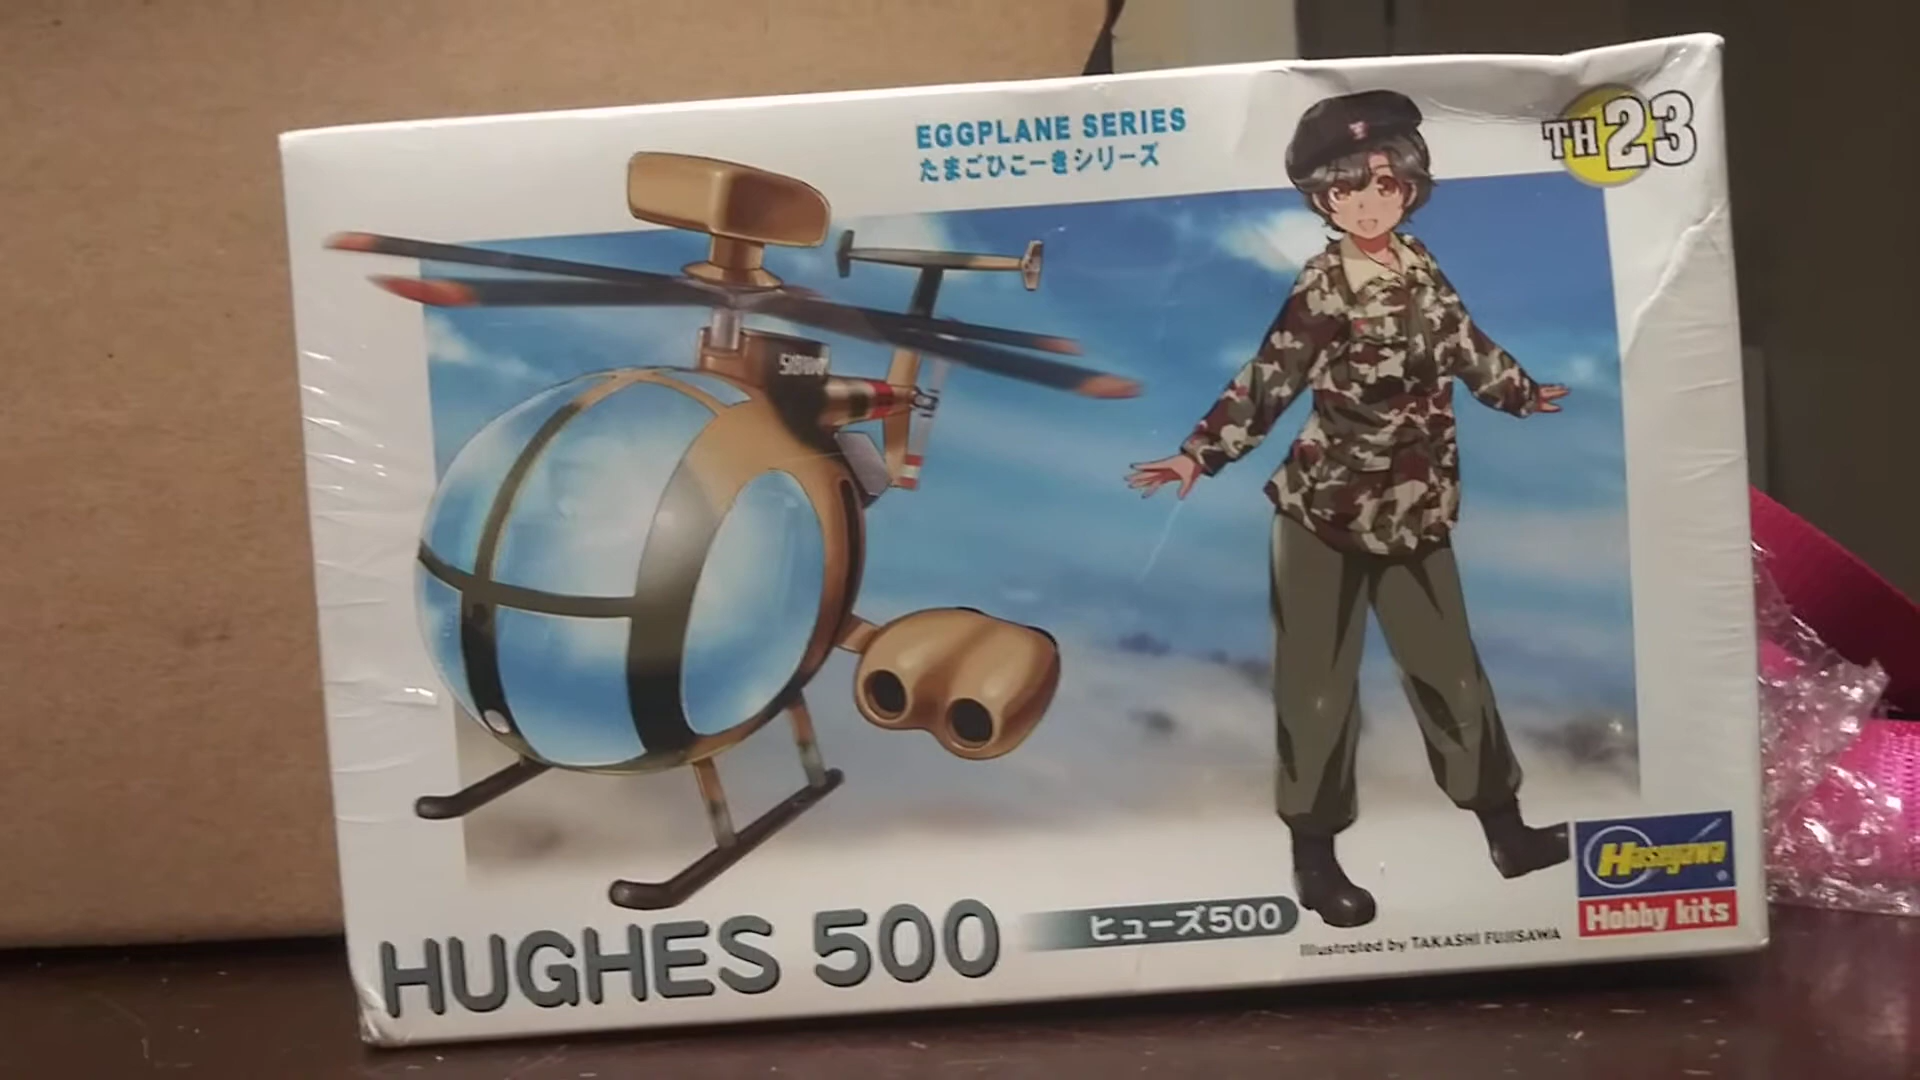 EGGPLANE SERIES
たまごひこーきシリーズ
TH23
HUGHES 500
ヒューズ500
Illustrated by TAKASHI FUJISAWA
Hasegawa
Hobby kits